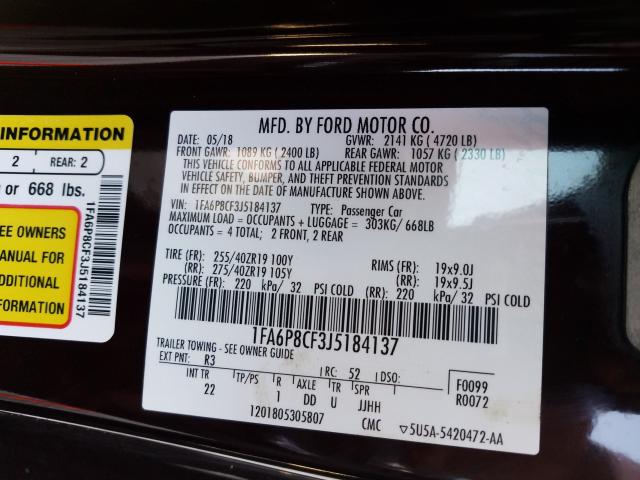 INFORMATION
2 REAR: 2
or 668 lbs.
SEE OWNERS
MANUAL
FOR
ADDITIONAL
INFORMATION
1FA6P8CF3J5184137
MFD. BY FORD MOTOR CO.
DATE: 05/18 GVWR: 2141 KG ( 4720 LB)
FRONT GAWR: 1089 KG ( 2400 LB) REAR GAWR: 1057 KG ( 2330 LB)
THIS VEHICLE CONFORMS TO ALL APPLICABLE FEDERAL MOTOR
VEHICLE SAFETY, BUMPER, AND THEFT PREVENTION STANDARDS
IN EFFECT ON THE DATE OF MANUFACTURE SHOWN ABOVE.
VIN: 1FA6P8CF3J5184137 TYPE: Passenger Car
MAXIMUM LOAD = OCCUPANTS + LUGGAGE = 303KG/ 668LB
OCCUPANTS = 4 TOTAL; 2 FRONT, 2 REAR
TIRE (FR): 255/40ZR19 100Y RIMS (FR): 19x9.0J
(RR): 275/40ZR19 105Y (RR): 19x9.5J
PRESSURE (FR): 220 kPa/ 32 PSI COLD (RR): 220 kPa/ 32 PSI COLD
1FA6P8CF3J5184137
TRAILER TOWING - SEE OWNER GUIDE
EXT PNT: R3 RC: 52 DSO: F0099
INT TR TP/PS R AXLE TR SPR R0072
22 1 DD U JJHH
1201805305807 CMC 5U5A-5420472-AA